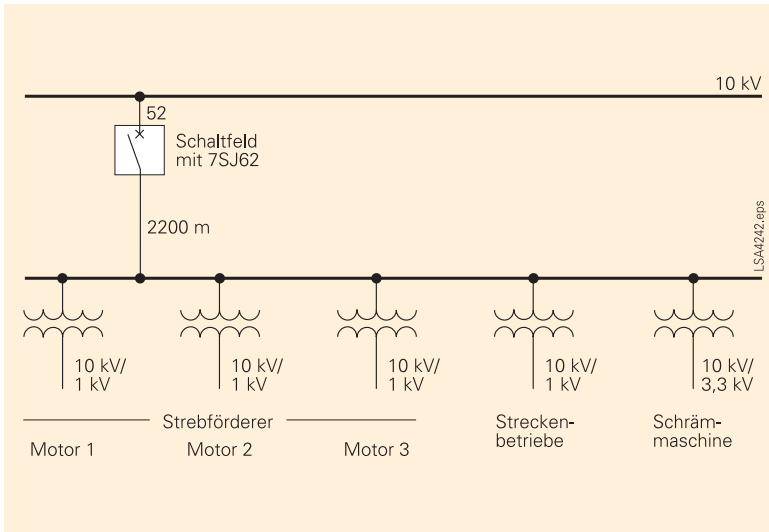 10 kV
52
Schaltfeld
mit 7SJ62
2200 m
LSA4242.eps
10 kV/
1 kV
10 kV/
1 kV
10 kV/
1 kV
10 kV/
1 kV
10 kV/
3,3 kV
Strebförderer
Motor 1
Motor 2
Motor 3
Strecken-
betriebe
Schräm-
maschine